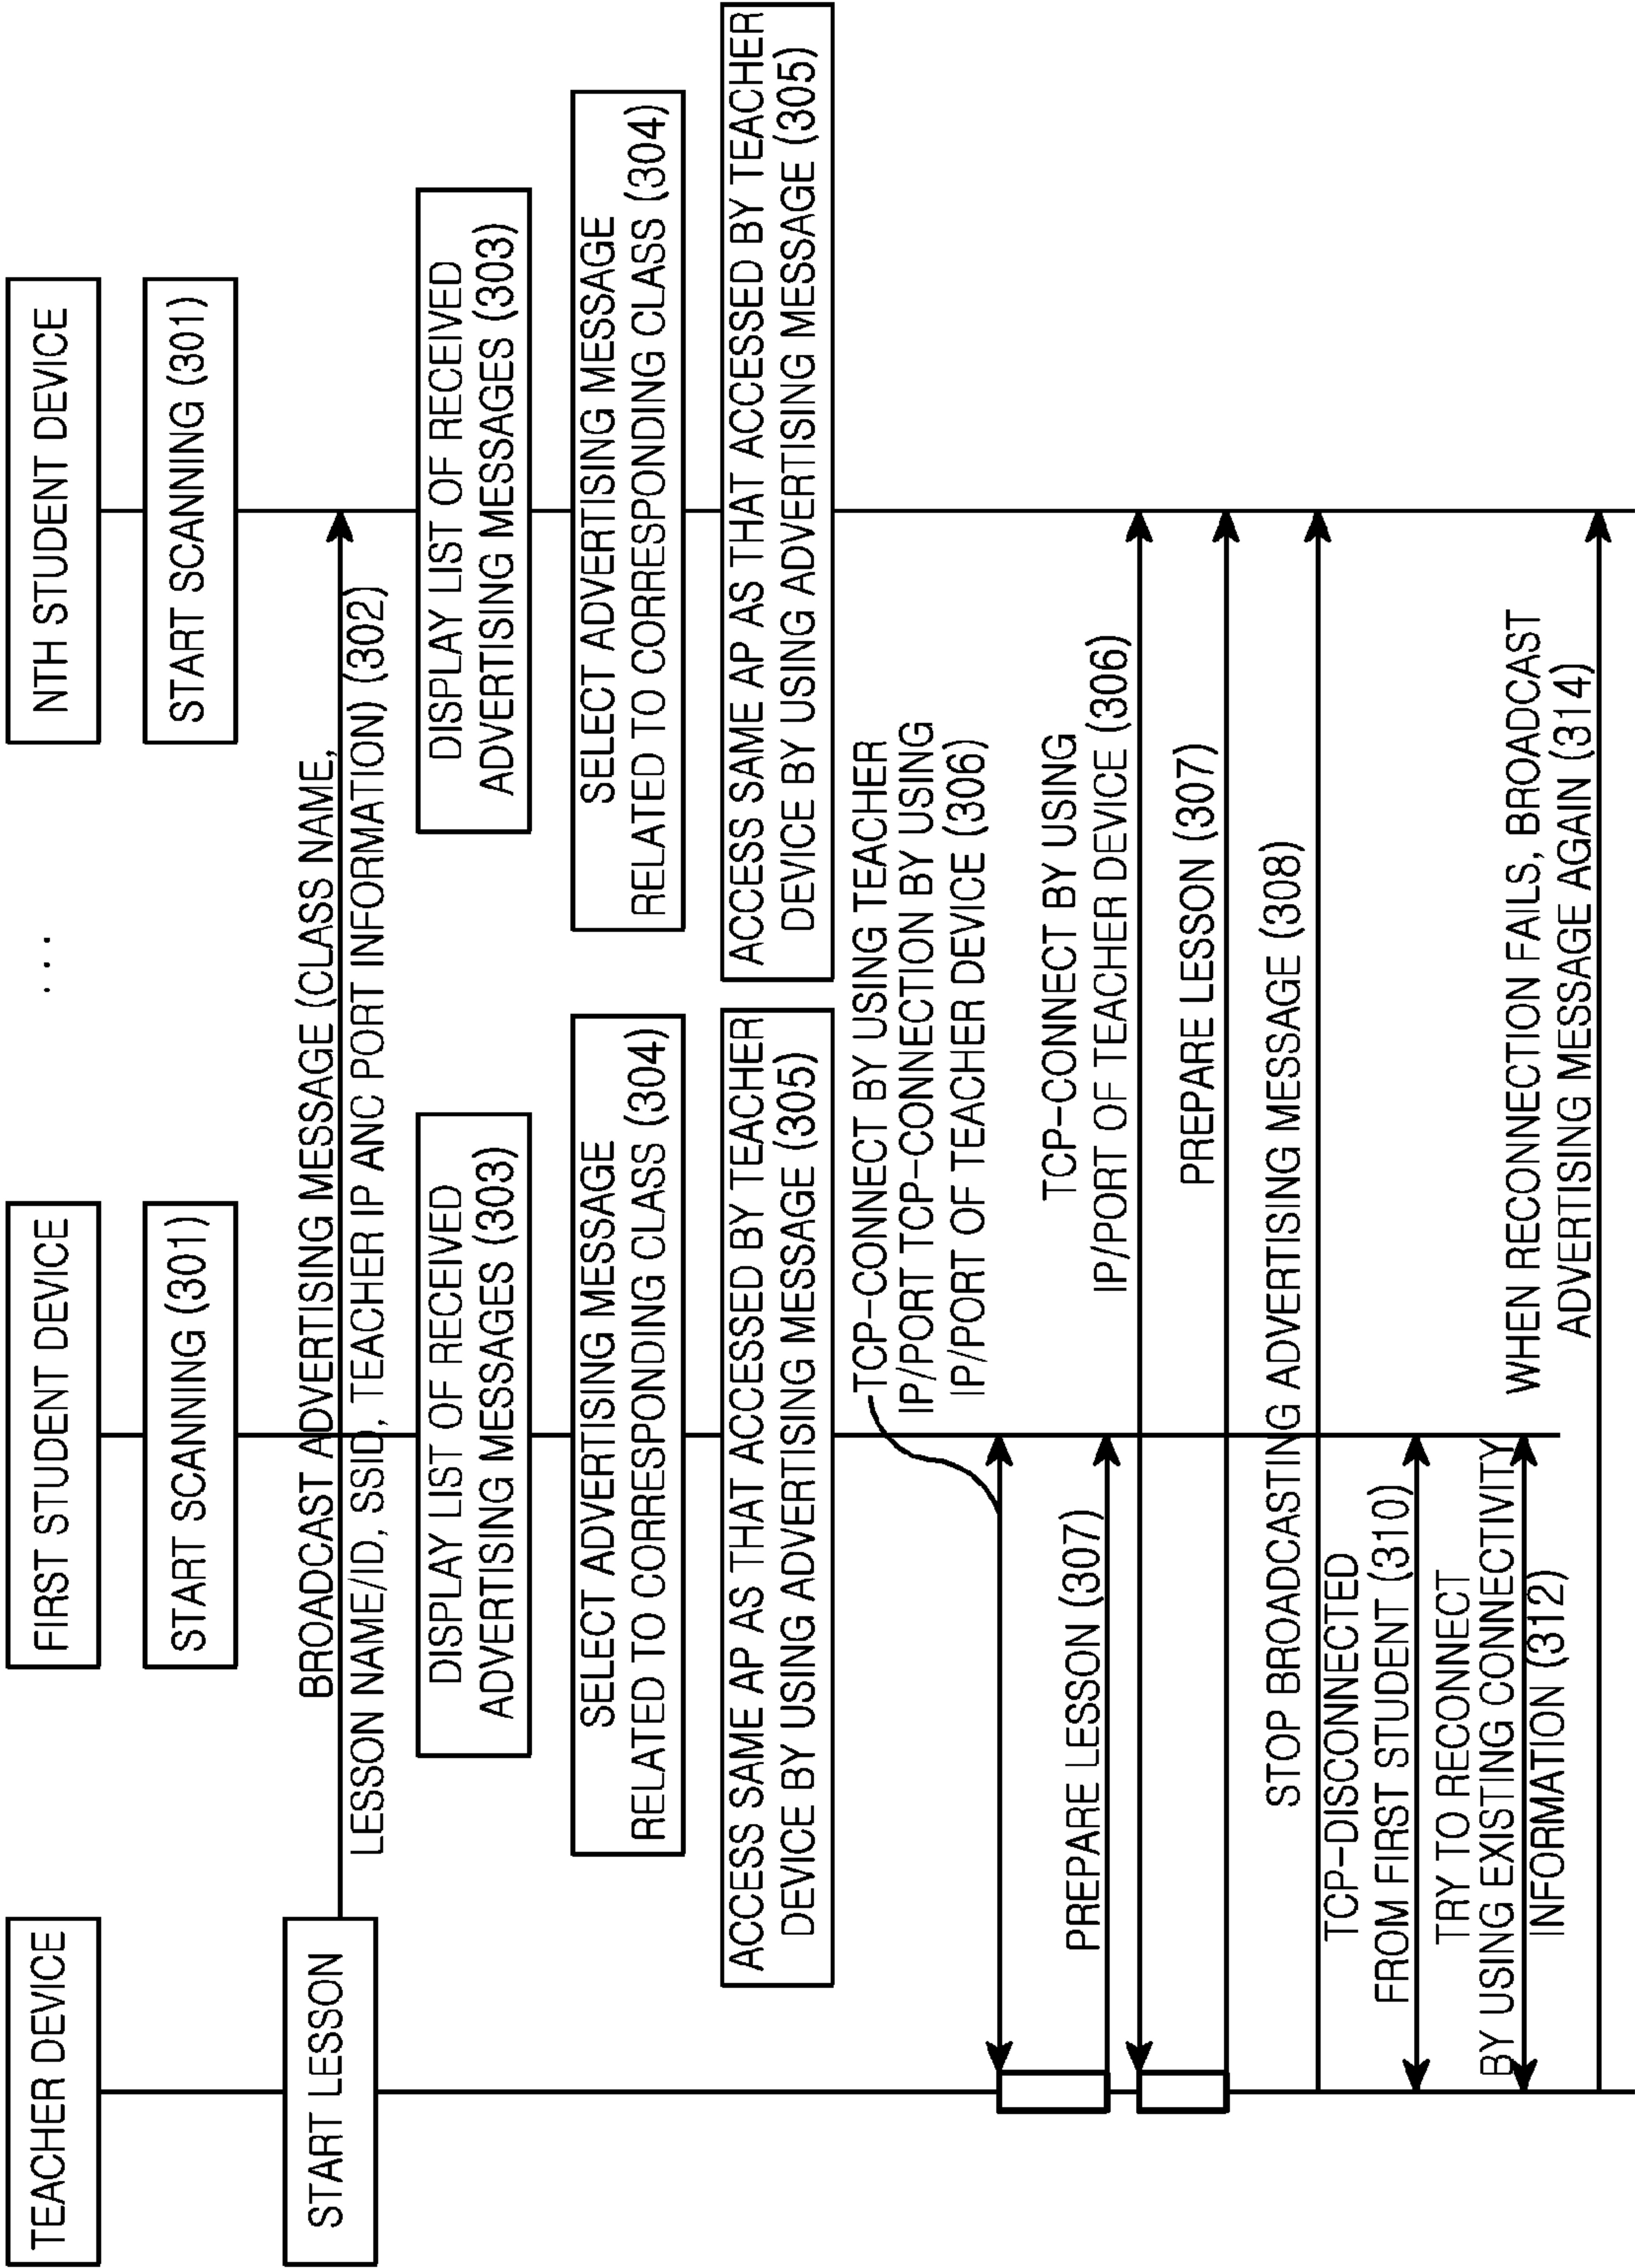 TEACHER DEVICE
FIRST STUDENT DEVICE
...
NTH STUDENT DEVICE
START SCANNING (301)
START SCANNING (301)
START LESSON
BROADCAST ADVERTISING MESSAGE (CLASS NAME,
LESSON NAME/ID, SSID, TEACHER IP ANC PORT INFORMATION) (302)
DISPLAY LIST OF RECEIVED
ADVERTISING MESSAGES (303)
DISPLAY LIST OF RECEIVED
ADVERTISING MESSAGES (303)
SELECT ADVERTISING MESSAGE
RELATED TO CORRESPONDING CLASS (304)
SELECT ADVERTISING MESSAGE
RELATED TO CORRESPONDING CLASS (304)
ACCESS SAME AP AS THAT ACCESSED BY TEACHER
DEVICE BY USING ADVERTISING MESSAGE (305)
ACCESS SAME AP AS THAT ACCESSED BY TEACHER
DEVICE BY USING ADVERTISING MESSAGE (305)
TCP-CONNECT BY USING TEACHER
IP/PORT TCP-CONNECTION BY USING
IP/PORT OF TEACHER DEVICE (306)
PREPARE LESSON (307)
TCP-CONNECT BY USING
IP/PORT OF TEACHER DEVICE (306)
PREPARE LESSON (307)
STOP BROADCASTING ADVERTISING MESSAGE (308)
TCP-DISCONNECTED
FROM FIRST STUDENT (310)
TRY TO RECONNECT
BY USING EXISTING CONNECTIVITY
INFORMATION (312)
WHEN RECONNECTION FAILS, BROADCAST
ADVERTISING MESSAGE AGAIN (314)